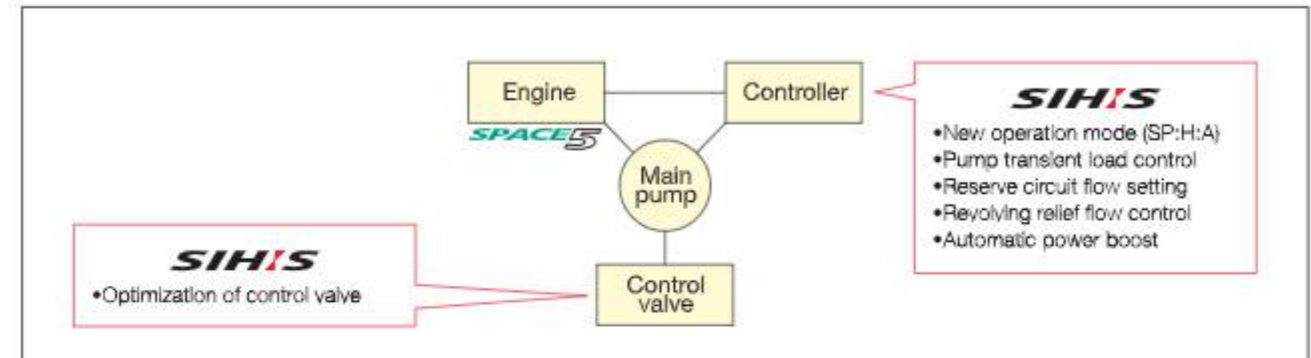 Engine
Controller
SPACE5
Main
pump
Control
valve
SIH:S
•New operation mode (SP:H:A)
•Pump transient load control
•Reserve circuit flow setting
•Revolving relief flow control
•Automatic power boost
SIH:S
•Optimization of control valve